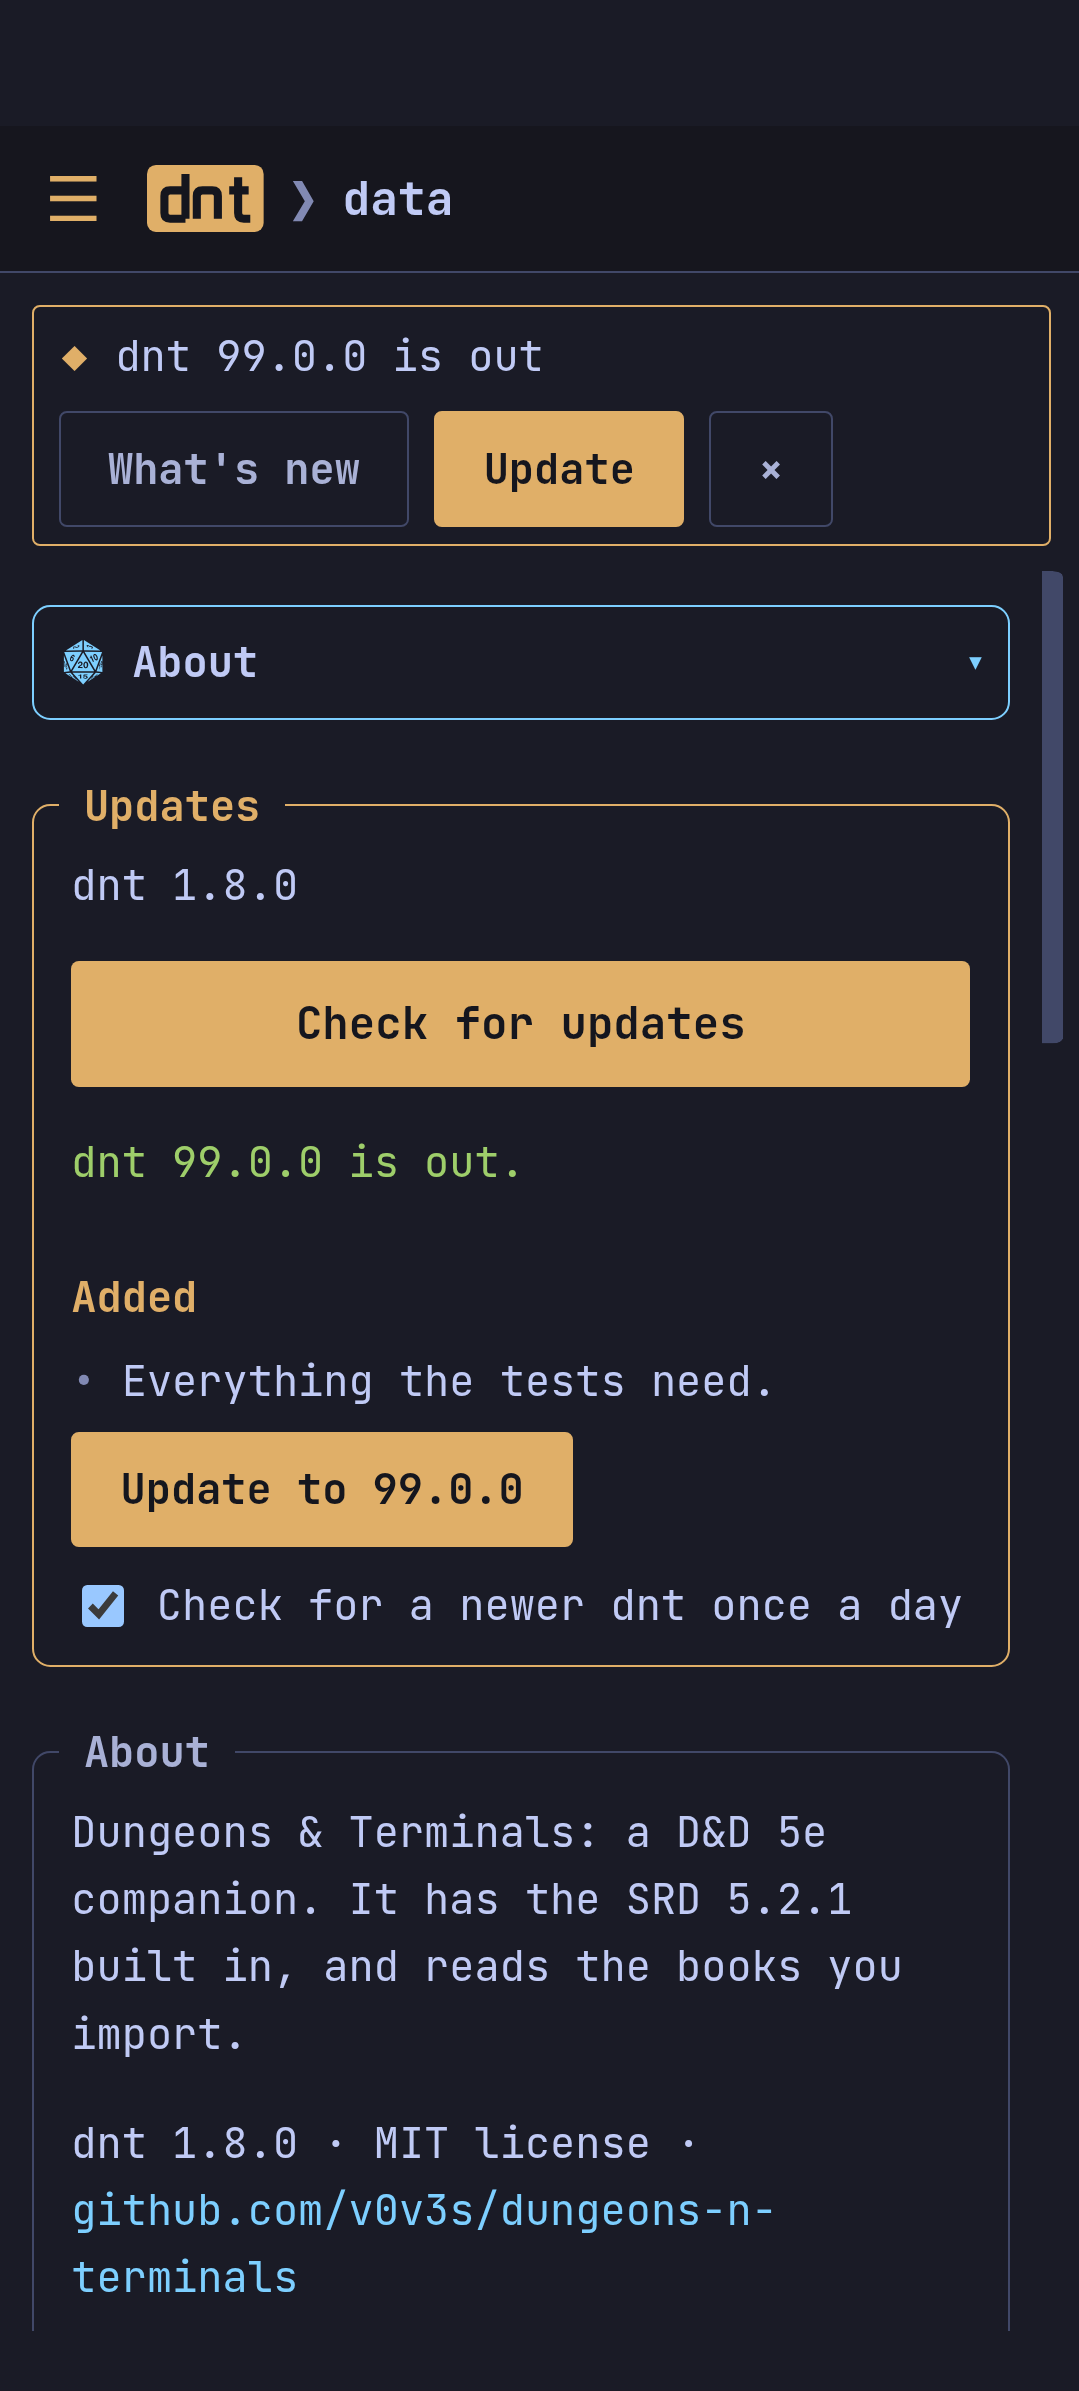 ☰ dnt ❯ data
◆ dnt 99.0.0 is out
What's new Update ×
About ▾
Updates
dnt 1.8.0
Check for updates
dnt 99.0.0 is out.
Added
• Everything the tests need.
Update to 99.0.0
Check for a newer dnt once a day
About
Dungeons & Terminals: a D&D 5e
companion. It has the SRD 5.2.1
built in, and reads the books you
import.
dnt 1.8.0 · MIT license ·
github.com/v0v3s/dungeons-n-
terminals